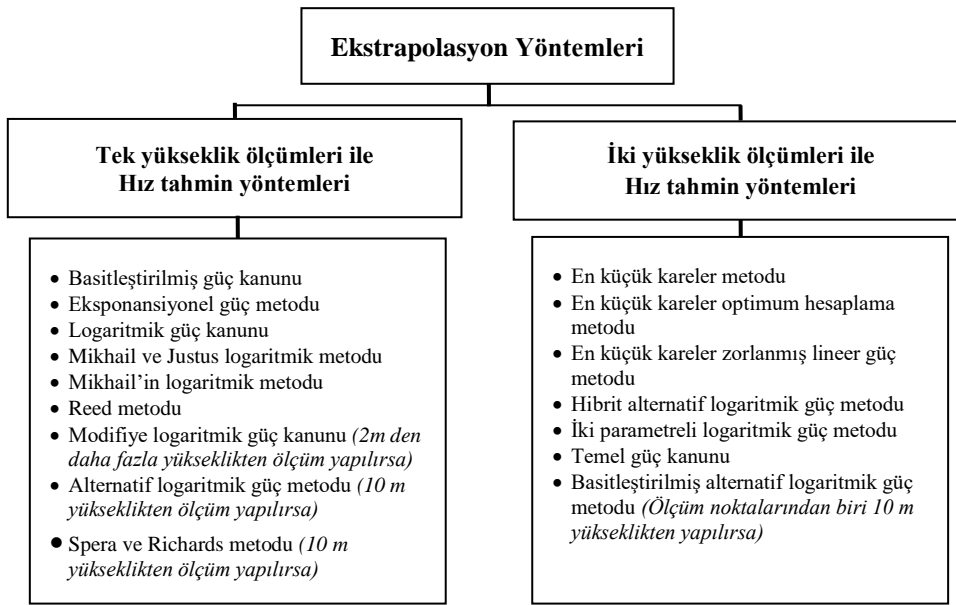 Ekstrapolasyon Yöntemleri
Tek yükseklik ölçümleri ile
Hız tahmin yöntemleri
• Basitleştirilmiş güç kanunu
• Eksponansiyonel güç metodu
• Logaritmik güç kanunu
• Mikhail ve Justus logaritmik metodu
• Mikhail’in logaritmik metodu
• Reed metodu
• Modifiye logaritmik güç kanunu (2m den
daha fazla yükseklikten ölçüm yapılırsa)
• Alternatif logaritmik güç metodu (10 m
yükseklikten ölçüm yapılırsa)
• Spera ve Richards metodu (10 m
yükseklikten ölçüm yapılırsa)
İki yükseklik ölçümleri ile
Hız tahmin yöntemleri
• En küçük kareler metodu
• En küçük kareler optimum hesaplama
metodu
• En küçük kareler zorlanmış lineer güç
metodu
• Hibrit alternatif logaritmik güç metodu
• İki parametreli logaritmik güç metodu
• Temel güç kanunu
• Basitleştirilmiş alternatif logaritmik güç
metodu (Ölçüm noktalarından biri 10 m
yükseklikten yapılırsa)